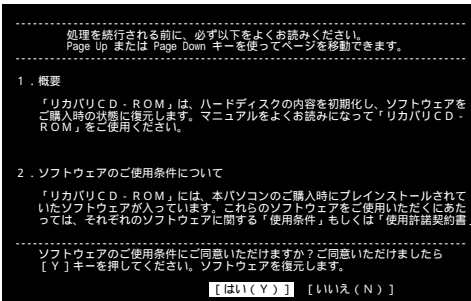 処理を続行される前に、必ず以下をよくお読みください。
Page Up または Page Down キーを使ってページを移動できます。
１．概要
「リカバリＣＤ‐ＲＯＭ」は、ハードディスクの内容を初期化し、ソフトウェアを
ご購入時の状態に復元します。マニュアルをよくお読みになって「リカバリＣＤ‐
ＲＯＭ」をご使用ください。
２．ソフトウェアのご使用条件について
「リカバリＣＤ‐ＲＯＭ」には、本パソコンのご購入時にプレインストールされて
いたソフトウェアが入っています。これらのソフトウェアをご使用いただくにあた
っては、それぞれのソフトウェアに関する「使用条件」もしくは「使用許諾契約書」
ソフトウェアのご使用条件にご同意いただけますか？ご同意いただけましたら
［Ｙ］キーを押してください。ソフトウェアを復元します。
［はい（Ｙ）］ ［いいえ（Ｎ）］